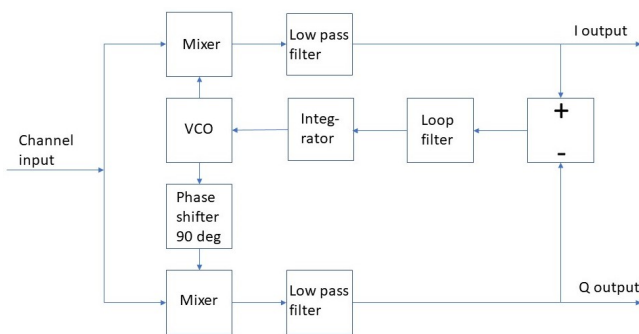 I output
Mixer
Low pass
filter
+
-
VCO
Integ-
rator
Loop
filter
Channel
input
Phase
shifter
90 deg
Mixer
Low pass
filter
Q output